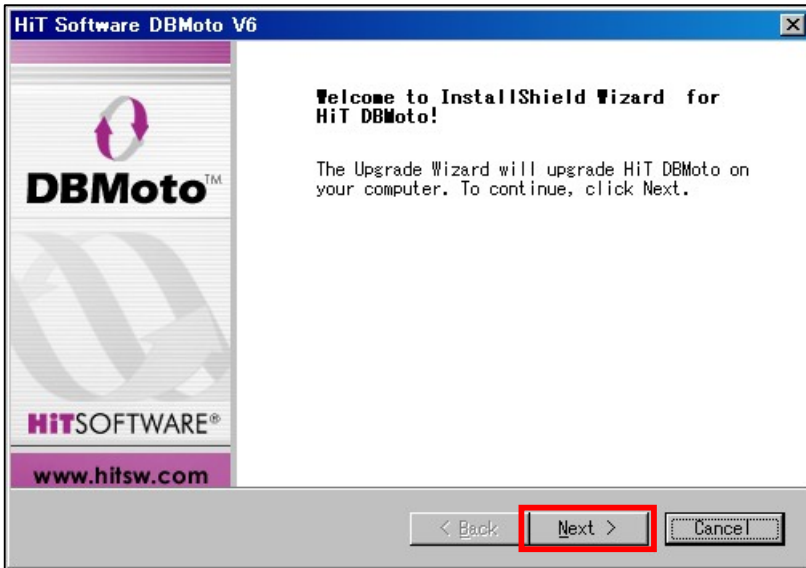 HiT Software DBMoto V6
Welcome to InstallShield Wizard for
HiT DBMoto!
The Upgrade Wizard will upgrade HiT DBMoto on
your computer. To continue, click Next.
DBMoto™
HiTSOFTWARE®
www.hitsw.com
< Back
Next >
Cancel